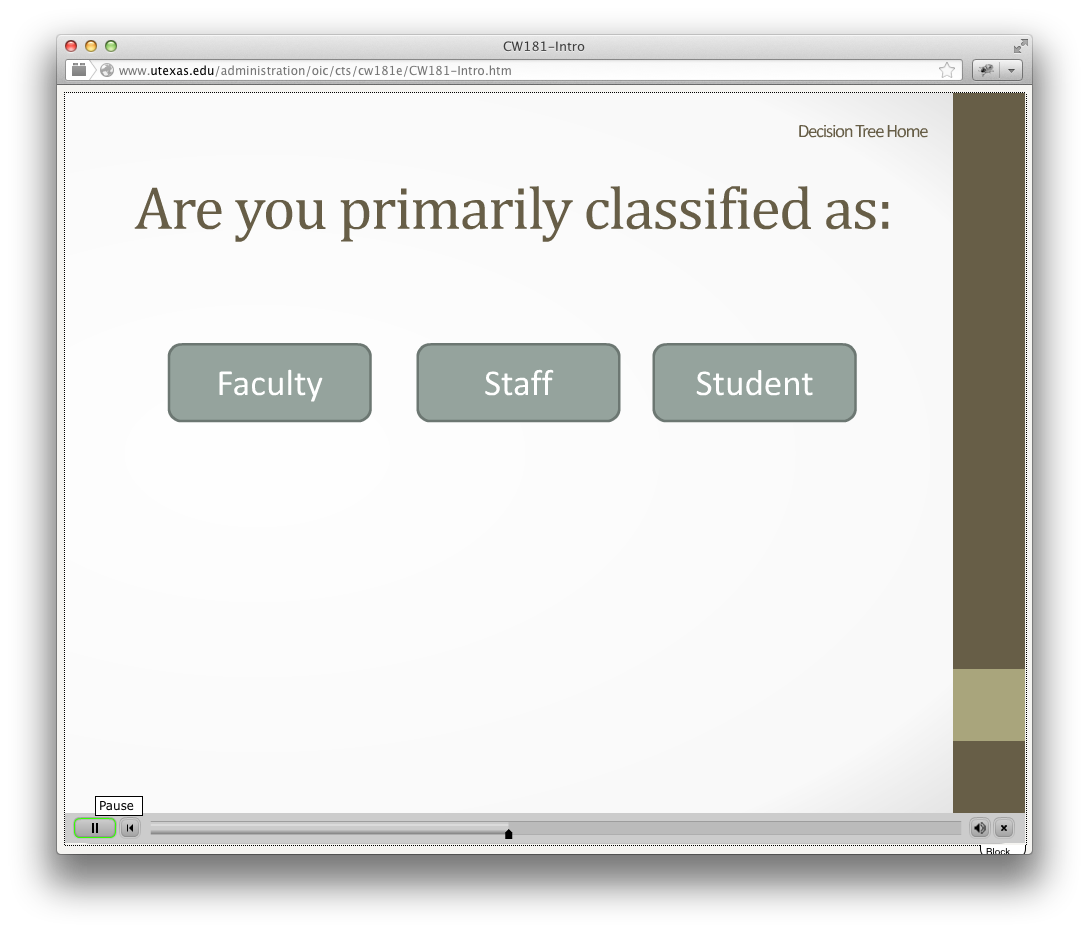 CW181-Intro
www.utexas.edu/administration/oic/cts/cw181e/CW181-Intro.htm
Decision Tree Home
Are you primarily classified as:
Faculty
Staff
Student
Pause
Block